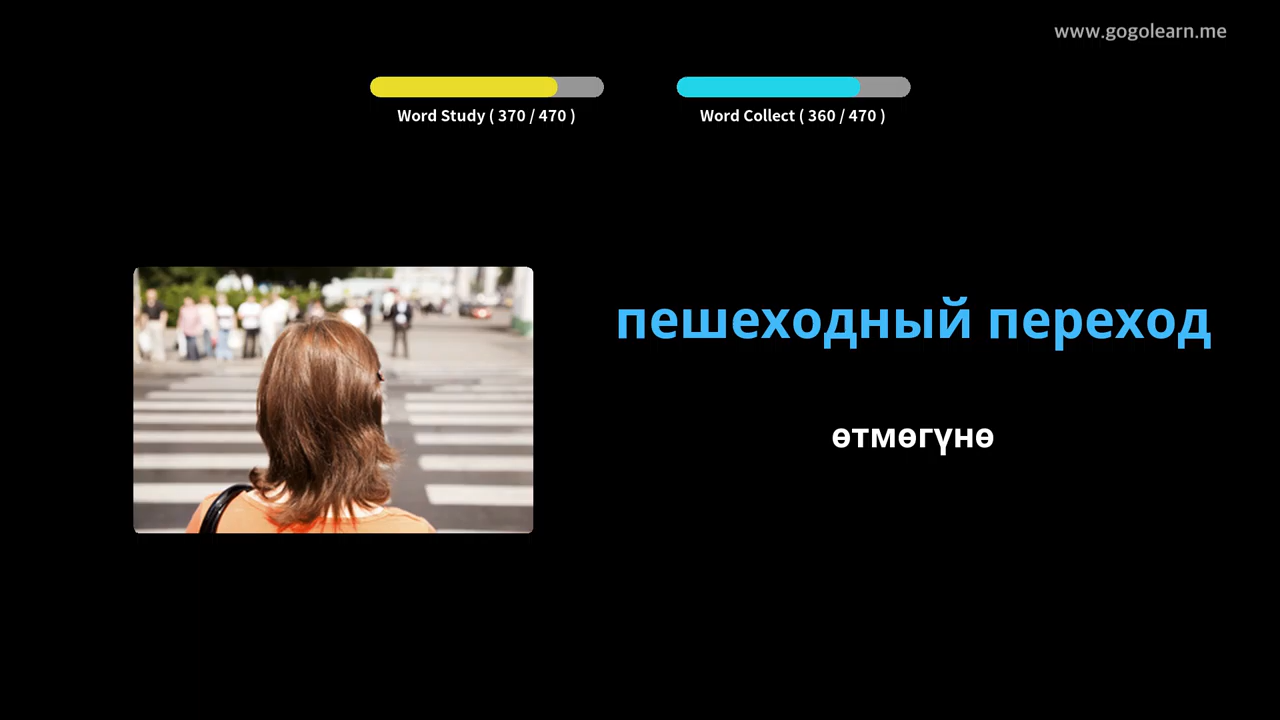 www.gogolearn.me
Word Study ( 370 / 470 )
Word Collect ( 360 / 470 )
пешеходный переход
өтмөгүнө